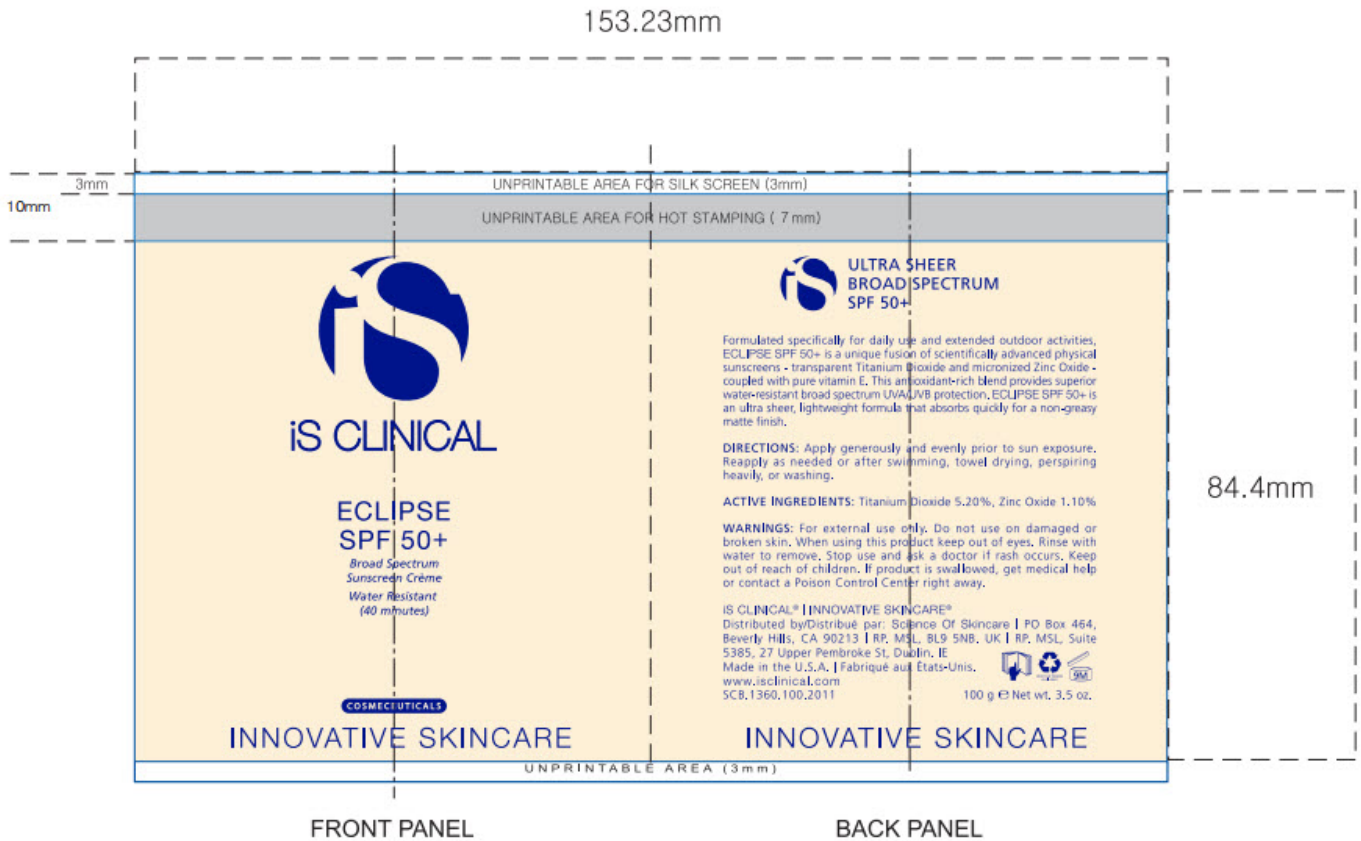 153.23mm
3mm
UNPRINTABLE AREA FOR SILK SCREEN (3mm)
10mm
UNPRINTABLE AREA FOR HOT STAMPING ( 7 mm)
84.4mm
iS
iS CLINICAL
ECLIPSE
SPF 50+
Broad Spectrum
Sunscreen Crème
Water Resistant
(40 minutes)
COSMECEUTICALS
INNOVATIVE SKINCARE
iS
ULTRA SHEER
BROAD SPECTRUM
SPF 50+
Formulated specifically for daily use and extended outdoor activities,
ECLIPSE SPF 50+ is a unique fusion of scientifically advanced physical
sunscreens - transparent Titanium Dioxide and micronized Zinc Oxide -
coupled with pure vitamin E. This antioxidant-rich blend provides superior
water-resistant broad spectrum UVA/UVB protection. ECLIPSE SPF 50+ is
an ultra sheer, lightweight formula that absorbs quickly for a non-greasy
matte finish.
DIRECTIONS: Apply generously and evenly prior to sun exposure.
Reapply as needed or after swimming, towel drying, perspiring
heavily, or washing.
ACTIVE INGREDIENTS: Titanium Dioxide 5.20%, Zinc Oxide 1.10%
WARNINGS: For external use only. Do not use on damaged or
broken skin. When using this product keep out of eyes. Rinse with
water to remove. Stop use and ask a doctor if rash occurs. Keep
out of reach of children. If product is swallowed, get medical help
or contact a Poison Control Center right away.
iS CLINICAL® | INNOVATIVE SKINCARE®
Distributed by/Distribué par: Science Of Skincare | PO Box 464,
Beverly Hills, CA 90213 | RP. MSL, BL9 5NB. UK | RP. MSL, Suite
5385, 27 Upper Pembroke St, Dublin. IE
Made in the U.S.A. | Fabriqué aux États-Unis.
www.isclinical.com
SCB.1360.100.2011
9M
100 g ℮ Net wt. 3.5 oz.
INNOVATIVE SKINCARE
UNPRINTABLE AREA (3mm)
FRONT PANEL
BACK PANEL